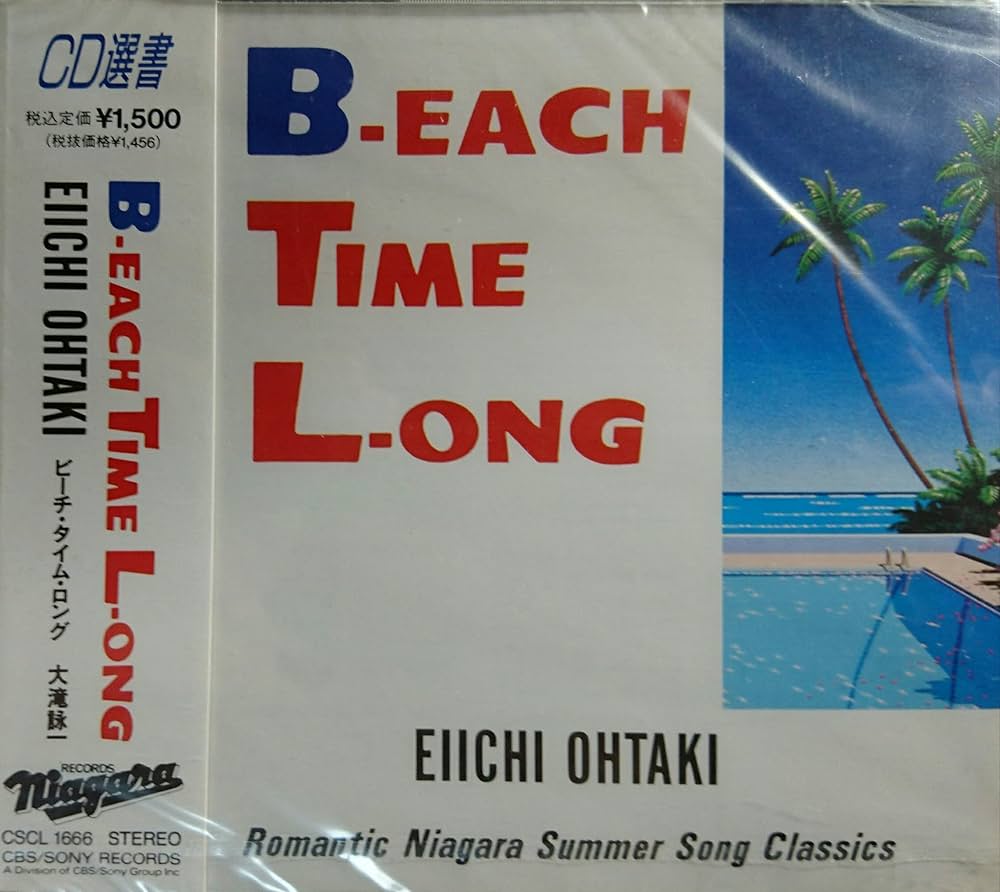 CD選書
税込定価¥1,500
(税抜価格¥1,456)
B-EACH TIME L-ONG
EIICHI OHTAKI
ビーチ・タイム・ロング 大滝詠一
RECORDS
Niagara
CSCL 1666 STEREO
CBS/SONY RECORDS
A Division of CBS/Sony Group Inc
B-EACH
TIME
L-ONG
EIICHI OHTAKI
Romantic Niagara Summer Song Classics